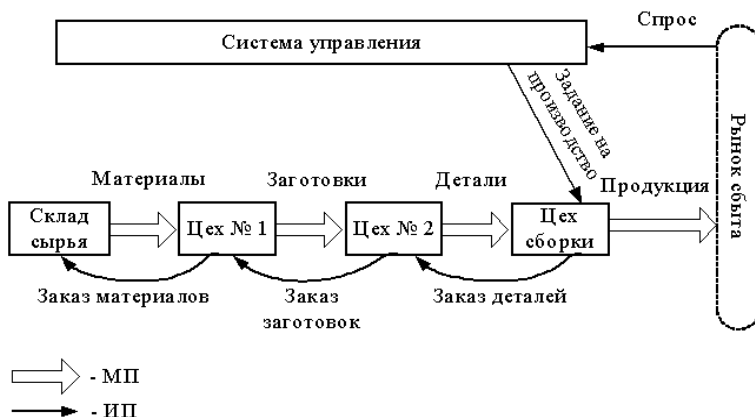 Спрос
Система управления
Задание на
производство
Рынок сбыта
Материалы
Заготовки
Детали
Продукция
Склад
сырья
Цех № 1
Цех № 2
Цех
сборки
Заказ материалов
Заказ
заготовок
Заказ деталей
- МП
- ИП